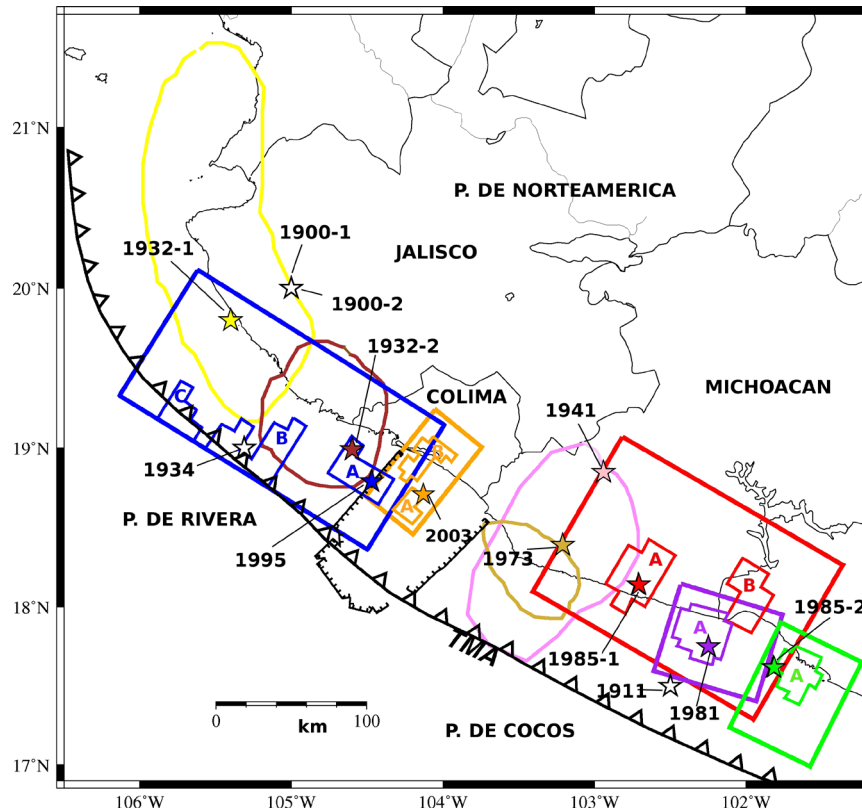 21°N
P. DE NORTEAMERICA
1900-1
1932-1
JALISCO
20°N
1900-2
1932-2
COLIMA
MICHOACAN
C
1941
19°N
B
1934
A
B
P. DE RIVERA
A
1995
2003
1973
A
B
18°N
1985-2
A
TMA
1985-1
A
1911
1981
0
100
km
P. DE COCOS
17°N
106°W
105°W
104°W
103°W
102°W